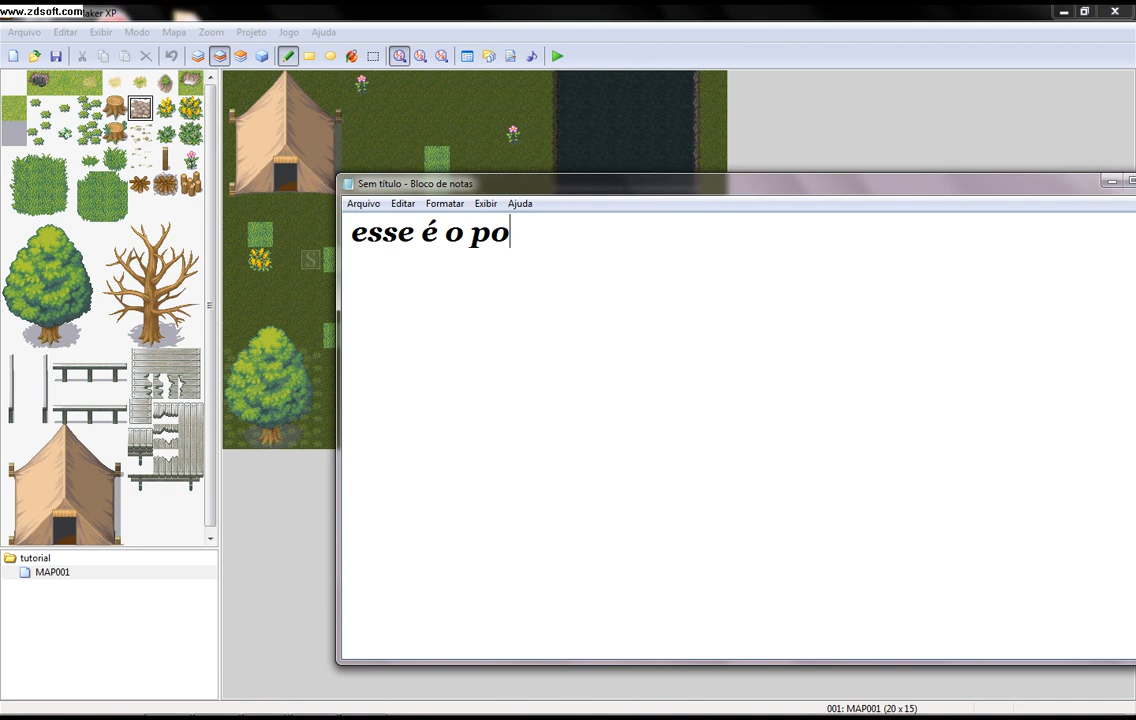 www.zdsoft.com aker XP
Arquivo Editar Exibir Modo Mapa Zoom Projeto Jogo Ajuda
Sem título - Bloco de notas
Arquivo Editar Formatar Exibir Ajuda
esse é o po
S
tutorial
MAP001
001: MAP001 (20 x 15)